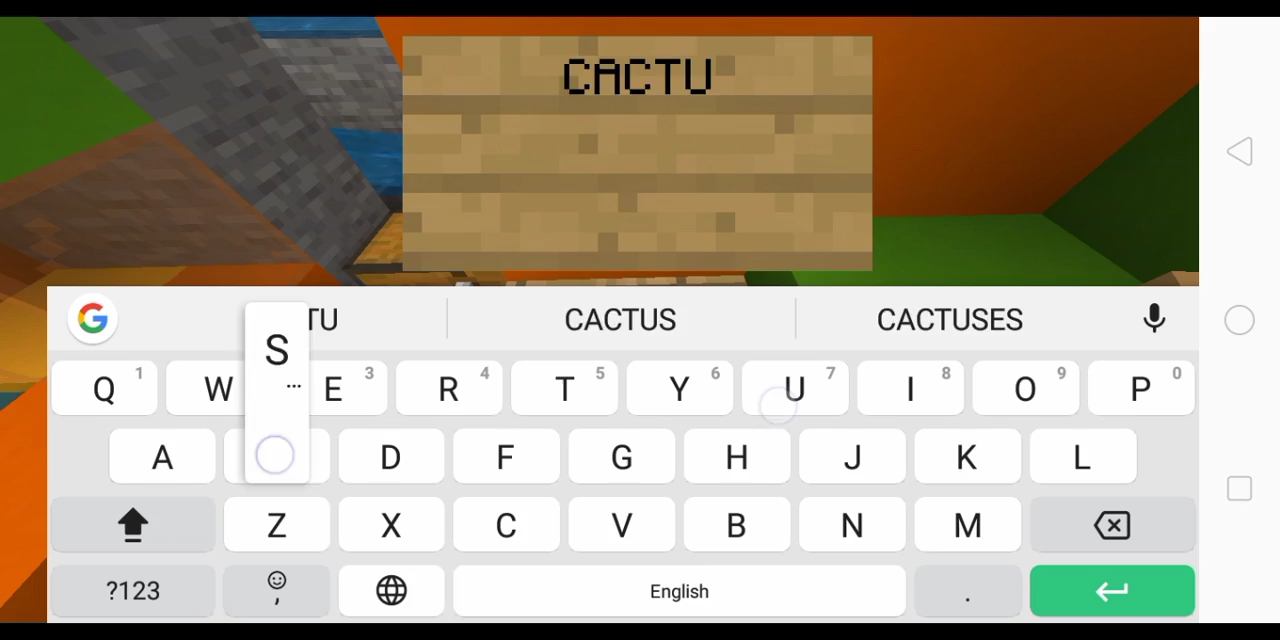 CACTU
TU CACTUS CACTUSES
S
...
Q 1 W E 3 R 4 T 5 Y 6 U 7 I 8 O 9 P 0
A D F G H J K L
Z X C V B N M
?123 , English .